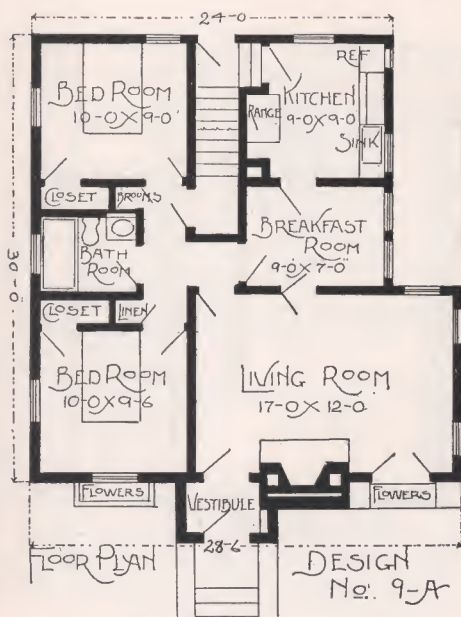 24-0
BED ROOM
10-0 X 9-0
REF
KITCHEN
9-0 X 9-0
RANGE
SINK
CLOSET
BROOMS
BATH
ROOM
BREAKFAST
ROOM
9-0 X 7-0
30-0
CLOSET
LINEN
BED ROOM
10-0 X 9-6
LIVING ROOM
17-0 X 12-0
FLOWERS
VESTIBULE
FLOWERS
28-6
FLOOR PLAN
DESIGN
No. 9-A